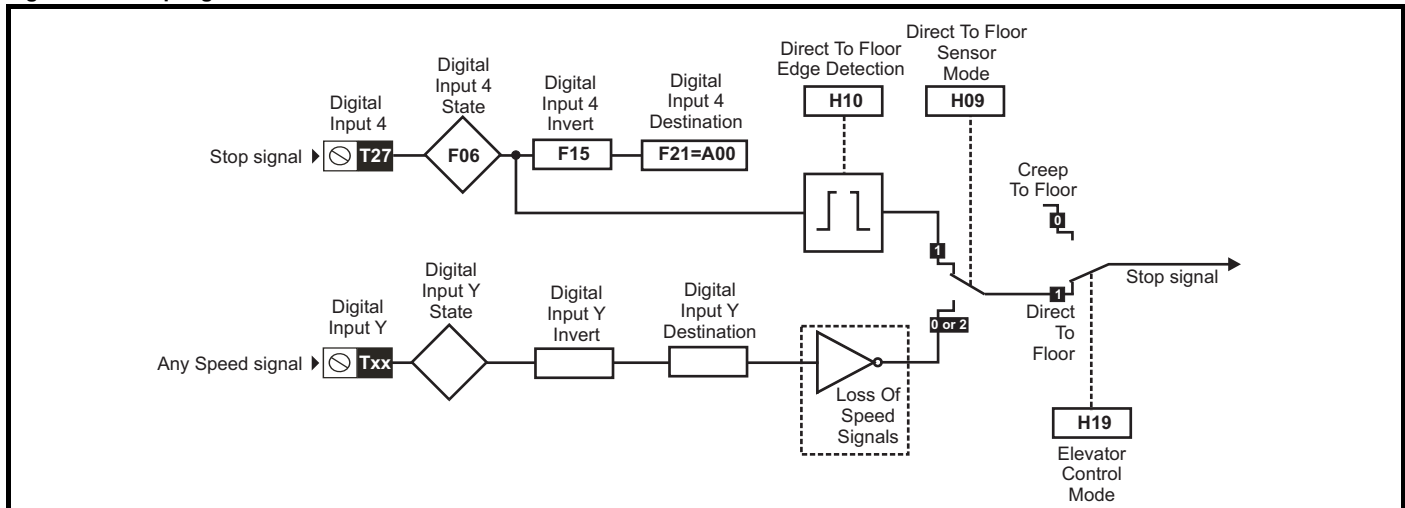 Direct To Floor
Edge Detection
H10
Direct To Floor
Sensor
Mode
H09
Digital
Input 4
T27
Stop signal
Digital
Input 4
State
F06
Digital
Input 4
Invert
F15
Digital
Input 4
Destination
F21=A00
Creep
To Floor
0
1
Stop signal
1
Direct
To
Floor
0 or 2
Digital
Input Y
Txx
Any Speed signal
Digital
Input Y
State
Digital
Input Y
Invert
Digital
Input Y
Destination
Loss Of
Speed
Signals
H19
Elevator
Control
Mode